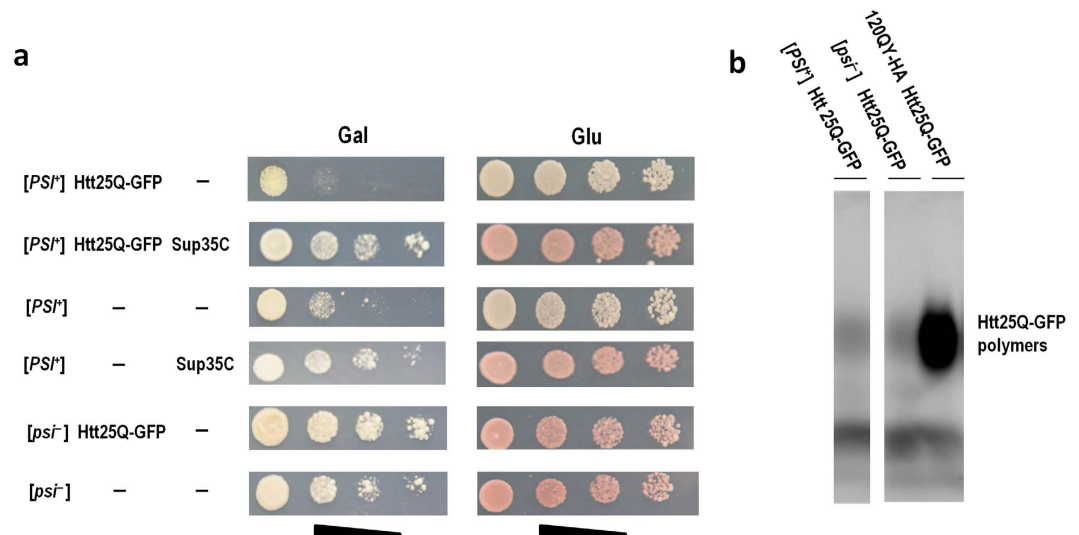 a
Gal Glu
[PSI⁺] Htt25Q-GFP –
[PSI⁺] Htt25Q-GFP Sup35C
[PSI⁺] – –
[PSI⁺] – Sup35C
[psi⁻] Htt25Q-GFP –
[psi⁻] – –
b
[PSI⁺] Htt 25Q-GFP
[psi⁻] Htt25Q-GFP
120QY-HA Htt25Q-GFP
Htt25Q-GFP
polymers